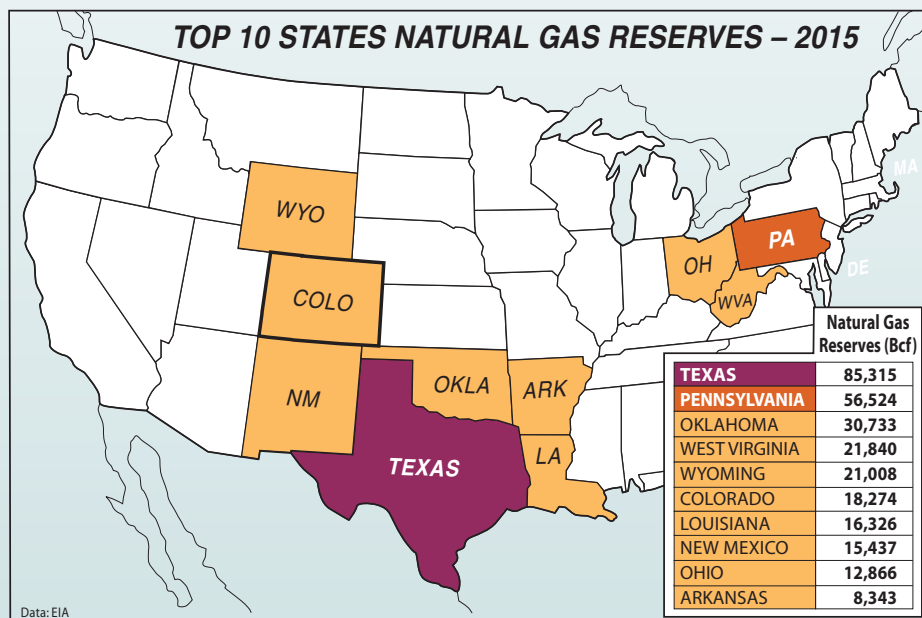 TOP 10 STATES NATURAL GAS RESERVES – 2015
WYO
COLO
NM
OKLA
ARK
TEXAS
LA
OH
WVA
PA
MA
DE
Natural Gas
Reserves (Bcf)
TEXAS 85,315
PENNSYLVANIA 56,524
OKLAHOMA 30,733
WEST VIRGINIA 21,840
WYOMING 21,008
COLORADO 18,274
LOUISIANA 16,326
NEW MEXICO 15,437
OHIO 12,866
ARKANSAS 8,343
Data: EIA